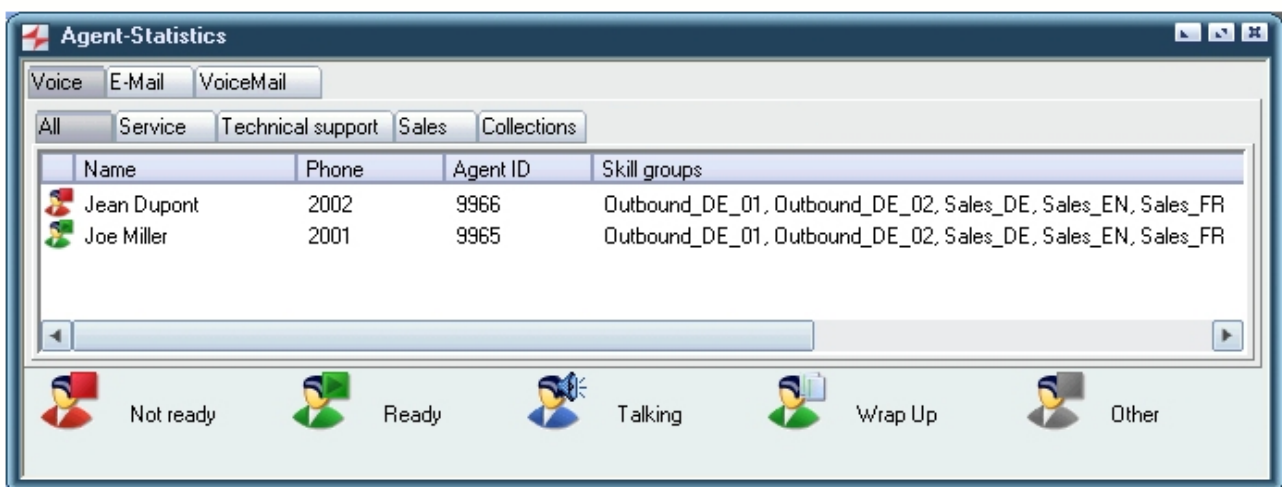 Agent-Statistics
Voice E-Mail VoiceMail
All Service Technical support Sales Collections
Name Phone Agent ID Skill groups
Jean Dupont 2002 9966 Outbound_DE_01, Outbound_DE_02, Sales_DE, Sales_EN, Sales_FR
Joe Miller 2001 9965 Outbound_DE_01, Outbound_DE_02, Sales_DE, Sales_EN, Sales_FR
Not ready Ready Talking Wrap Up Other